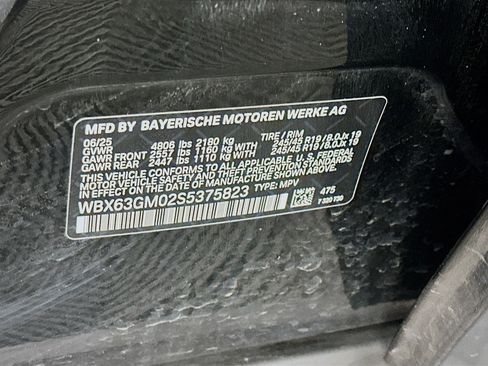 MFD BY BAYERISCHE MOTOREN WERKE AG
06/25 TIRE/RIM
GVWR 4806 lbs 2180 kg
GAWR FRONT 2557 lbs 1160 kg WITH 245/45 R19 / 8.0Jx 19
GAWR REAR 2447 lbs 1110 kg WITH 245/45 R19 / 8.0Jx 19
THIS VEHICLE CONFORMS TO ALL APPLICABLE U. S. FEDERAL
MOTOR VEHICLE SAFETY, BUMPER, AND THEFT PREVENTION STANDARDS
IN EFFECT ON THE DATE OF MANUFACTURE SHOWN ABOVE.
WBX63GM02S5375823 TYPE: MPV
475